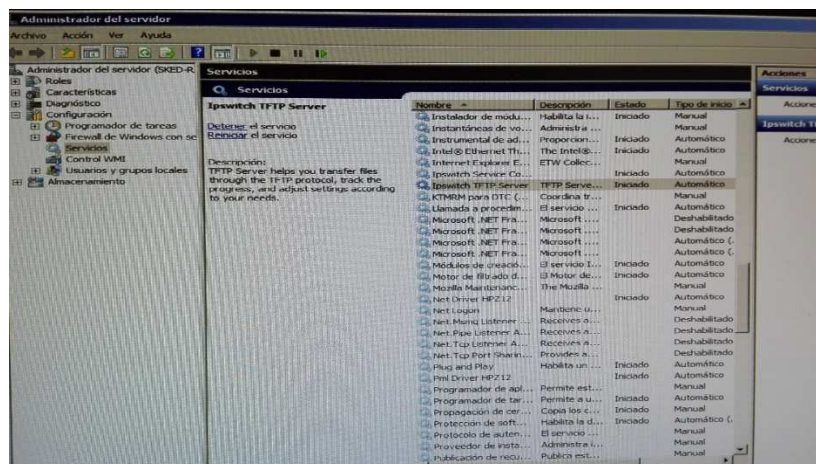 Administrador del servidor
Archivo Acción Ver Ayuda
Administrador del servidor (SKED-R
Roles
Características
Diagnóstico
Configuración
Programador de tareas
Firewall de Windows con se
Servicios
Control WMI
Usuarios y grupos locales
Almacenamiento
Servicios
Servicios
Ipswitch TFTP Server
Detener el servicio
Reiniciar el servicio
Descripción:
TFTP Server helps you transfer files
through the TFTP protocol, track the
progress, and adjust settings according
to your needs.
Nombre Descripción Estado Tipo de inicio
Instalador de módu... Habilita la i... Iniciado Manual
Instantáneas de vo... Administra ... Manual
Instrumental de ad... Proporcion... Iniciado Automático
Intel® Ethernet Th... The Intel®... Iniciado Automático
Internet Explorer E... ETW Collec... Manual
Ipswitch Service Co... Iniciado Automático
Ipswitch TFTP Server TFTP Serve... Iniciado Automático
KTMRM para DTC (... Coordina tr... Manual
Llamada a procedim... El servicio ... Iniciado Automático
Microsoft .NET Fra... Microsoft .... Deshabilitado
Microsoft .NET Fra... Microsoft .... Deshabilitado
Microsoft .NET Fra... Microsoft .... Automático (.
Microsoft .NET Fra... Microsoft .... Automático (.
Módulos de creació... El servicio I... Iniciado Automático
Motor de filtrado d... El Motor de... Iniciado Automático
Mozilla Maintenanc... The Mozilla ... Manual
Net Driver HPZ12 Iniciado Automático
Net Logon Mantiene u... Manual
Net.Msmq Listener ... Receives a... Deshabilitado
Net.Pipe Listener A... Receives a... Deshabilitado
Net.Tcp Listener A... Receives a... Deshabilitado
Net.Tcp Port Sharin... Provides a... Deshabilitado
Plug and Play Habilita un ... Iniciado Automático
Pml Driver HPZ12 Iniciado Automático
Programador de apl... Permite est... Manual
Programador de tar... Permite a u... Iniciado Automático
Propagación de cer... Copia los c... Iniciado Manual
Protección de soft... Habilita la d... Iniciado Automático (.
Protocolo de auten... El servicio ... Manual
Proveedor de insta... Administra i... Manual
Publicación de recu... Publica est... Manual
Acciones
Servicios
Accione
Ipswitch T
Accione